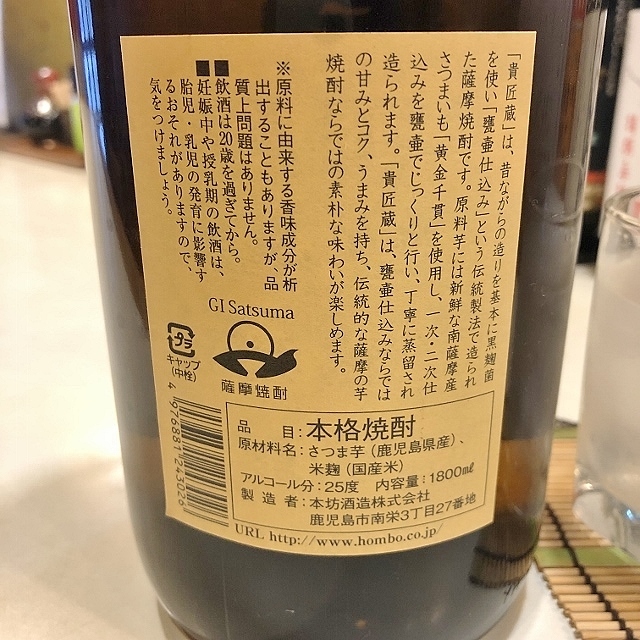 「貴匠蔵」は、昔ながらの造りを基本に黒麹菌
を使い「甕壷仕込み」という伝統製法で造られ
た薩摩焼酎です。原料芋には新鮮な南薩摩産
さつまいも「黄金千貫」を使用し、一次・二次仕
込みを甕壷でじっくりと行い、丁寧に蒸留され
造られます。「貴匠蔵」は、甕壷仕込みならでは
の甘みとコク、うまみを持ち、伝統的な薩摩の芋
焼酎ならではの素朴な味わいが楽しめます。
※原料に由来する香味成分が析
出することもありますが、品
質上問題はありません。
■飲酒は20歳を過ぎてから。
■妊娠中や授乳期の飲酒は、
胎児・乳児の発育に影響す
るおそれがありますので、
気をつけましょう。
GI Satsuma
薩摩焼酎
プラ
キャップ
(中栓)
4 976881 243026
品 目:本格焼酎
原材料名:さつま芋(鹿児島県産)、
米麹(国産米)
アルコール分:25度 内容量:1800㎖
製造者:本坊酒造株式会社
鹿児島市南栄3丁目27番地
URL http://www.hombo.co.jp/